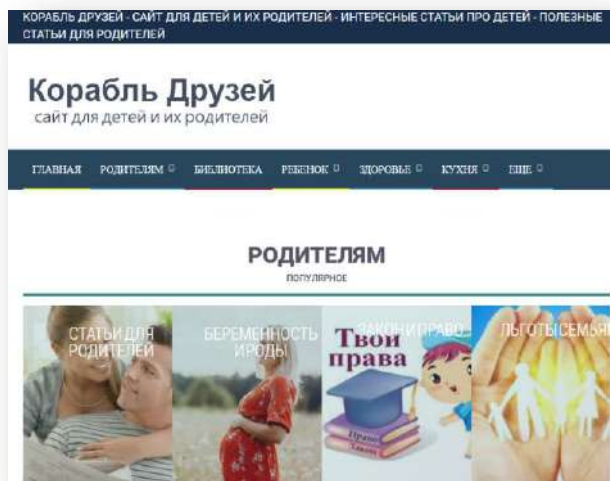 КОРАБЛЬ ДРУЗЕЙ - САЙТ ДЛЯ ДЕТЕЙ И ИХ РОДИТЕЛЕЙ - ИНТЕРЕСНЫЕ СТАТЬИ ПРО ДЕТЕЙ - ПОЛЕЗНЫЕ
СТАТЬИ ДЛЯ РОДИТЕЛЕЙ
Корабль Друзей
сайт для детей и их родителей
ГЛАВНАЯ РОДИТЕЛЯМ БИБЛИОТЕКА РЕБЕНОК ЗДОРОВЬЕ КУХНЯ ЕЩЕ
РОДИТЕЛЯМ
ПОПУЛЯРНОЕ
СТАТЬИ ДЛЯ
РОДИТЕЛЕЙ
БЕРЕМЕННОСТЬ
И РОДЫ
ЗАКОН И ПРАВО
Твои
права
Право
Закон
ЛЬГОТЫ СЕМЬЯМ